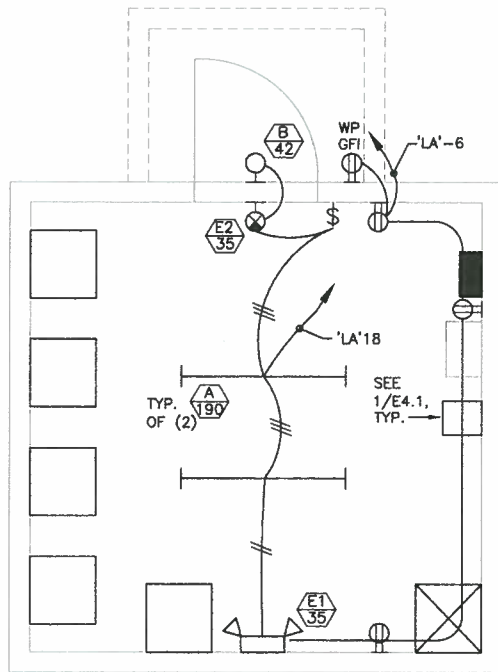 B
42
WP
GFI
'LA'-6
E2
35
$
'LA'18
A
190
TYP.
OF (2)
SEE
1/E4.1,
TYP.
E1
35